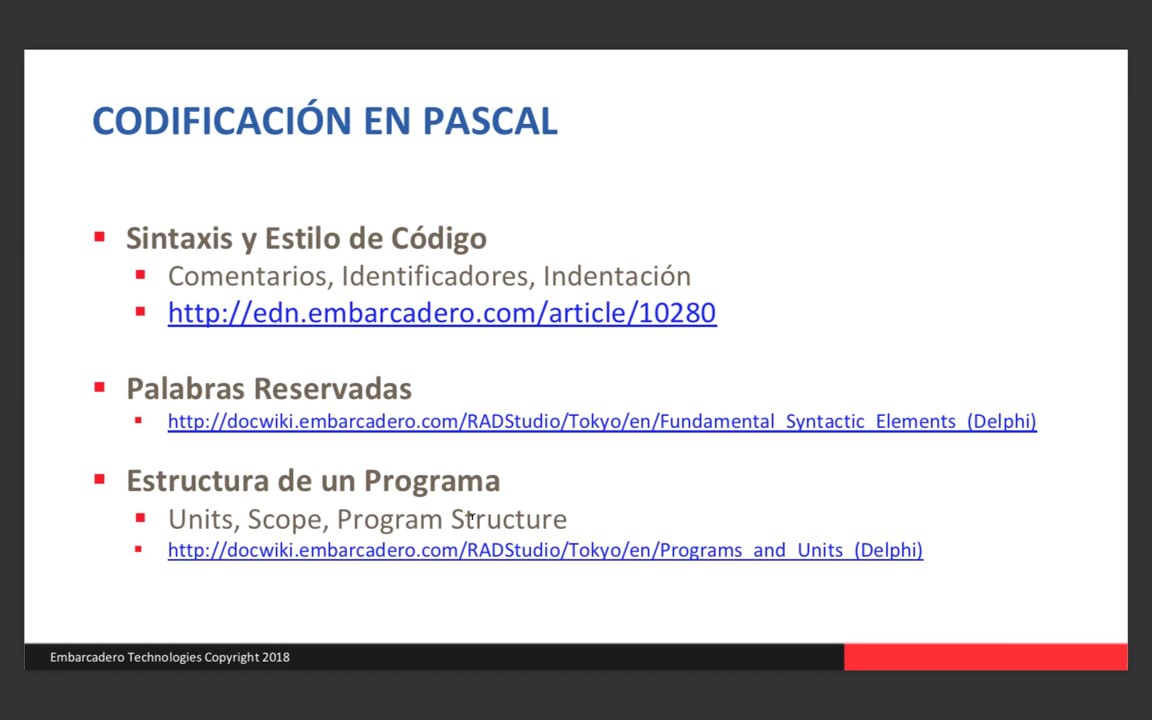 CODIFICACIÓN EN PASCAL
Sintaxis y Estilo de Código
Comentarios, Identificadores, Indentación
http://edn.embarcadero.com/article/10280
Palabras Reservadas
http://docwiki.embarcadero.com/RADStudio/Tokyo/en/Fundamental_Syntactic_Elements_(Delphi)
Estructura de un Programa
Units, Scope, Program Structure
http://docwiki.embarcadero.com/RADStudio/Tokyo/en/Programs_and_Units_(Delphi)
Embarcadero Technologies Copyright 2018